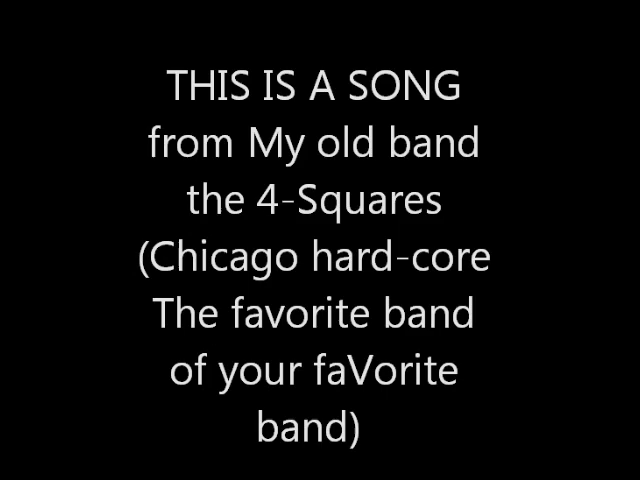 THIS IS A SONG
from My old band
the 4-Squares
(Chicago hard-core
The favorite band
of your faVorite
band)